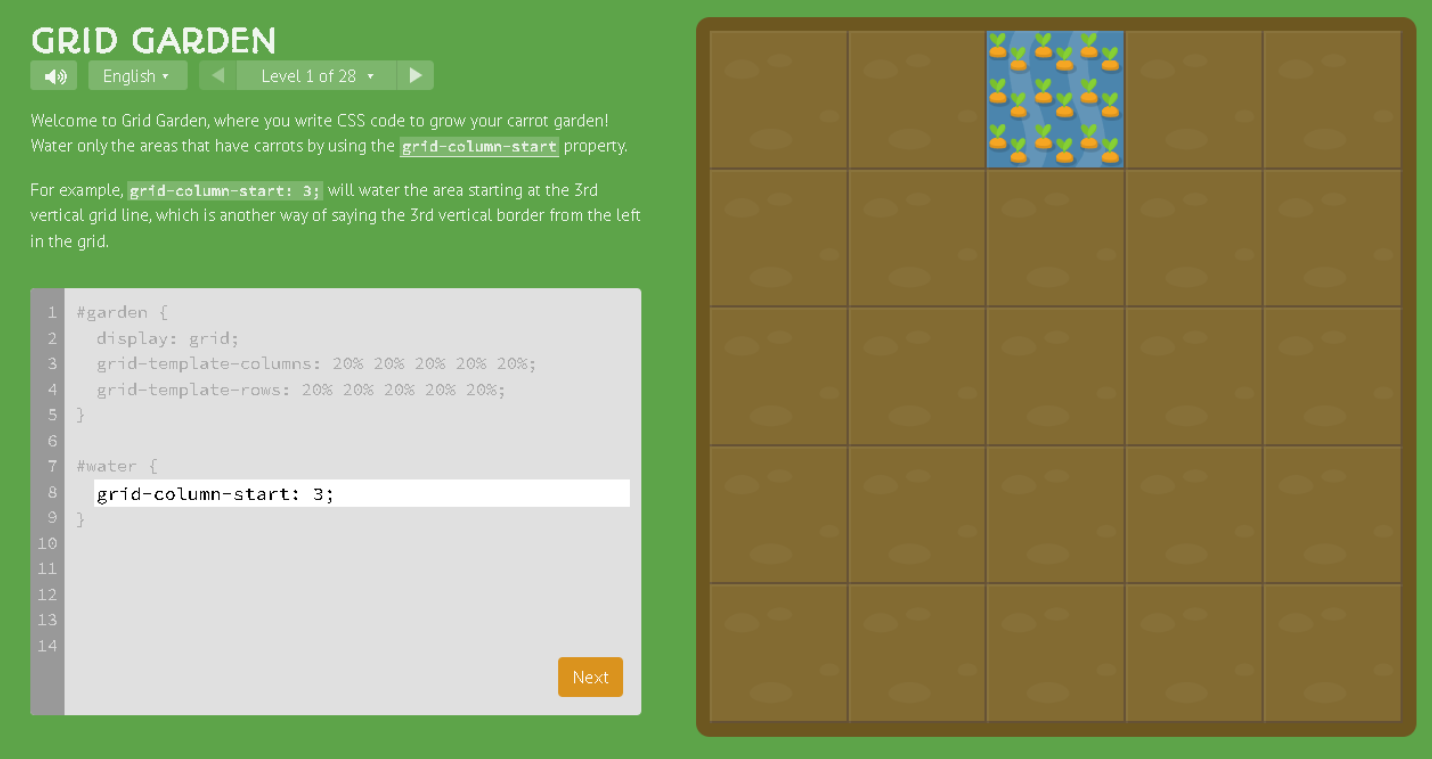 GRID GARDEN
English ▾
Level 1 of 28 ▾
Welcome to Grid Garden, where you write CSS code to grow your carrot garden!
Water only the areas that have carrots by using the grid-column-start property.
For example, grid-column-start: 3; will water the area starting at the 3rd
vertical grid line, which is another way of saying the 3rd vertical border from the left
in the grid.
1 #garden {
2 display: grid;
3 grid-template-columns: 20% 20% 20% 20% 20%;
4 grid-template-rows: 20% 20% 20% 20% 20%;
5 }
6
7 #water {
8 grid-column-start: 3;
9 }
10
11
12
13
14
Next